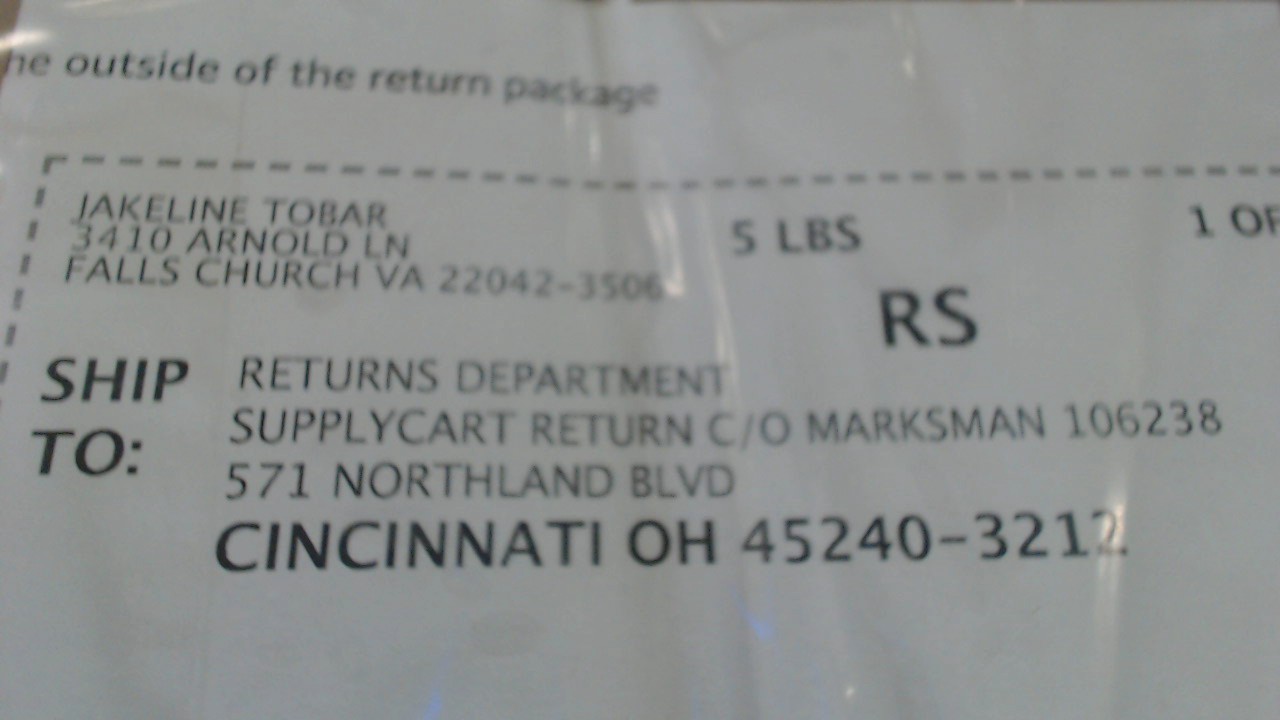 he outside of the return package
JAKELINE TOBAR
3410 ARNOLD LN
FALLS CHURCH VA 22042-3506
5 LBS
1 OF
RS
SHIP TO:
RETURNS DEPARTMENT
SUPPLYCART RETURN C/O MARKSMAN 106238
571 NORTHLAND BLVD
CINCINNATI OH 45240-3212